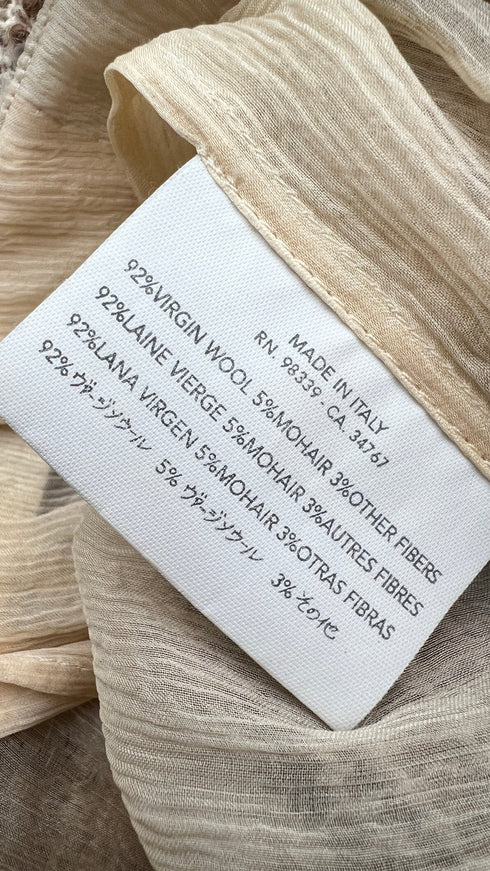 MADE IN ITALY
RN. 98339 - CA. 34767
92%VIRGIN WOOL 5%MOHAIR 3%OTHER FIBERS
92%LAINE VIERGE 5%MOHAIR 3%AUTRES FIBRES
92%LANA VIRGEN 5%MOHAIR 3%OTRAS FIBRAS
92% ヴァージソウール 5% ヴァージソウール 3% その他